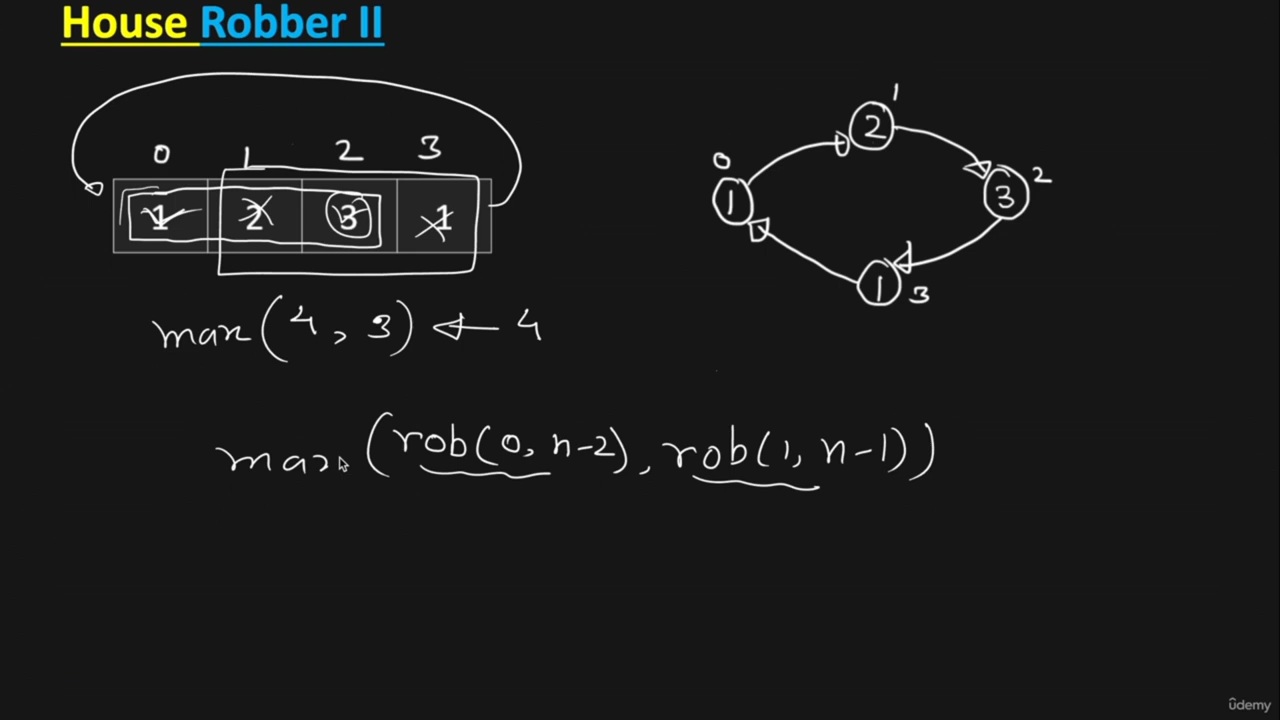 House Robber II
0 1 2 3
1 2 3 1
max(4, 3) ← 4
max(rob(0, n-2), rob(1, n-1))
1
2
0
1
3
2
1
3
ûdemy